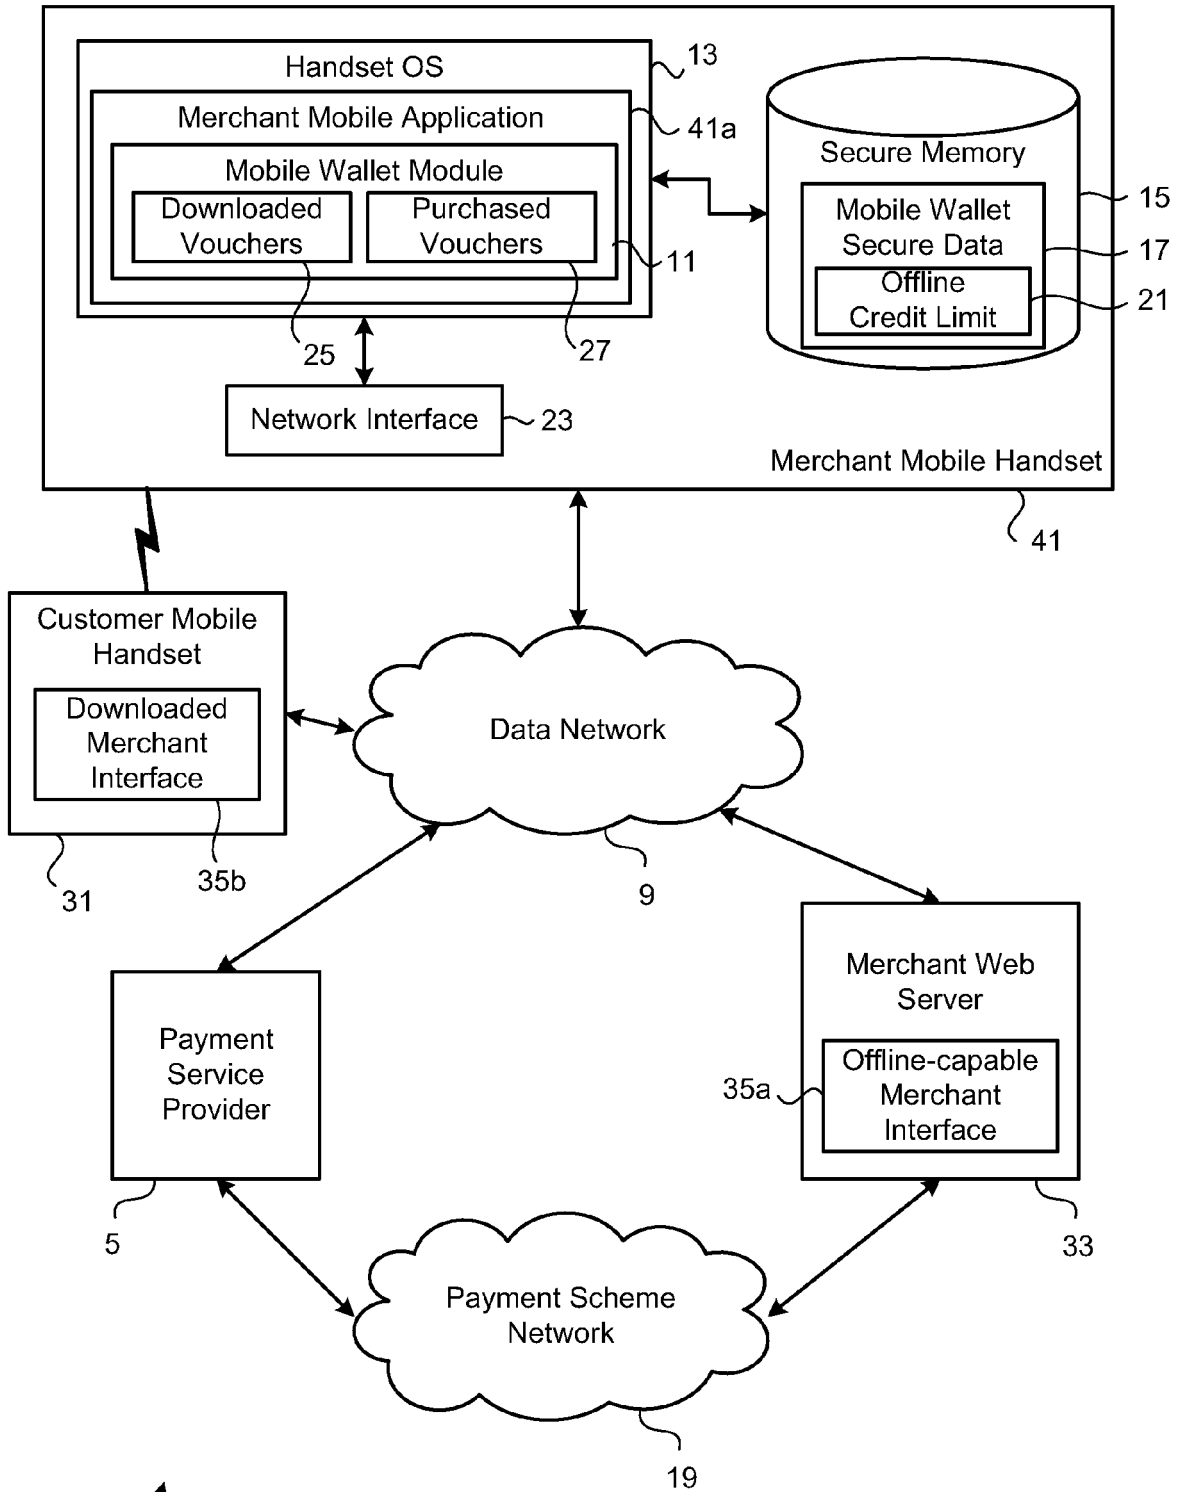 Handset OS
13
Merchant Mobile Application
41a
Mobile Wallet Module
Downloaded
Vouchers
Purchased
Vouchers
11
25
27
Secure Memory
15
Mobile Wallet
Secure Data
17
Offline
Credit Limit
21
Network Interface
23
Merchant Mobile Handset
41
Customer Mobile
Handset
Downloaded
Merchant
Interface
35b
31
Data Network
9
Merchant Web
Server
Offline-capable
Merchant
Interface
35a
33
Payment
Service
Provider
5
Payment Scheme
Network
19